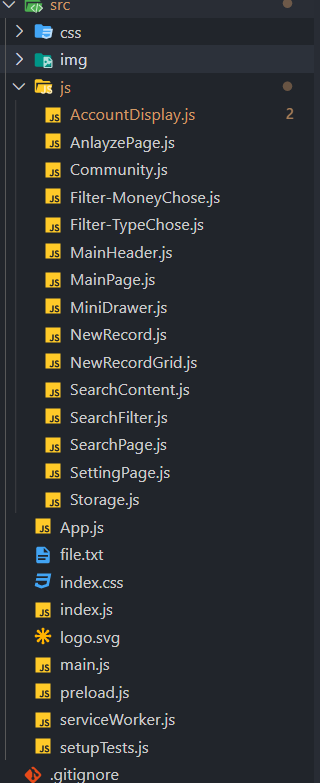 src
css
img
js
AccountDisplay.js 2
AnlayzePage.js
Community.js
Filter-MoneyChose.js
Filter-TypeChose.js
MainHeader.js
MainPage.js
MiniDrawer.js
NewRecord.js
NewRecordGrid.js
SearchContent.js
SearchFilter.js
SearchPage.js
SettingPage.js
Storage.js
App.js
file.txt
index.css
index.js
logo.svg
main.js
preload.js
serviceWorker.js
setupTests.js
.gitignore